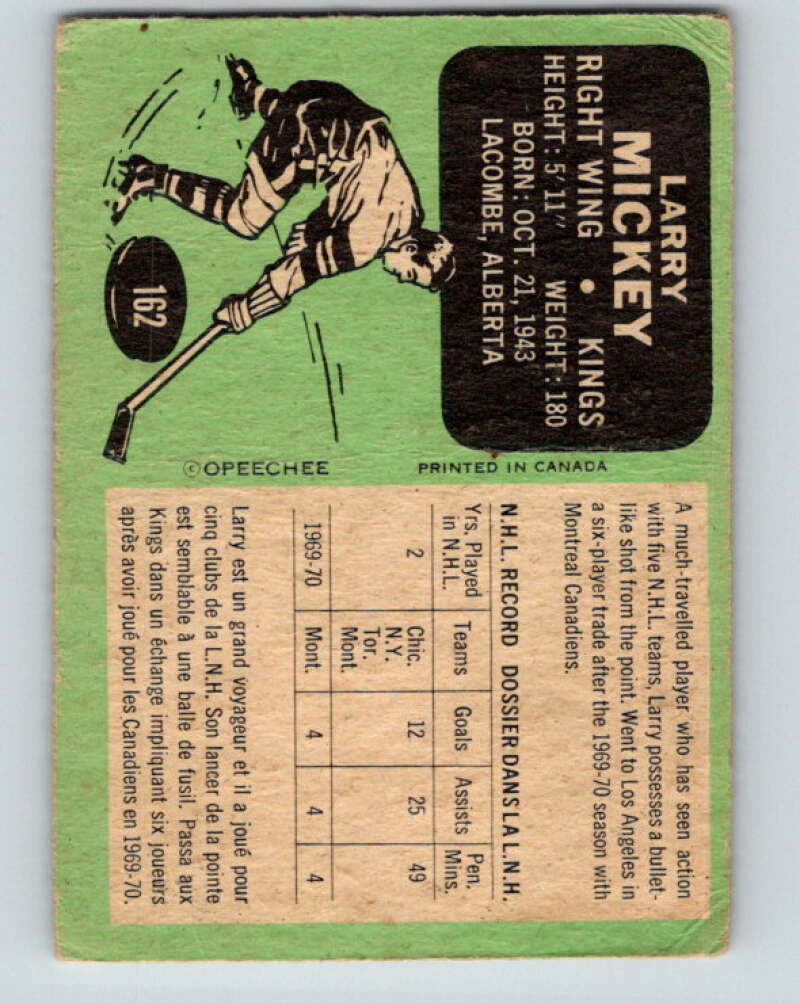 LARRY
MICKEY
RIGHT WING • KINGS
HEIGHT: 5'11" WEIGHT: 180
BORN: OCT. 21, 1943
LACOMBE, ALBERTA
162
©OPEECHEE PRINTED IN CANADA
A much-travelled player who has seen action
with five N.H.L. teams, Larry possesses a bullet-
like shot from the point. Went to Los Angeles in
a six-player trade after the 1969-70 season with
Montreal Canadiens.
N.H.L. RECORD DOSSIER DANS LA L.N.H.
Yrs. Played in N.H.L. Teams Goals Assists Pen. Mins.
2 Chic. 12 25 49
N.Y.
Tor.
Mont.
1969-70 Mont. 4 4 4
Larry est un grand voyageur et il a joué pour
cinq clubs de la L.N.H. Son lancer de la pointe
est semblable à une balle de fusil. Passa aux
Kings dans un échange impliquant six joueurs
après avoir joué pour les Canadiens en 1969-70.